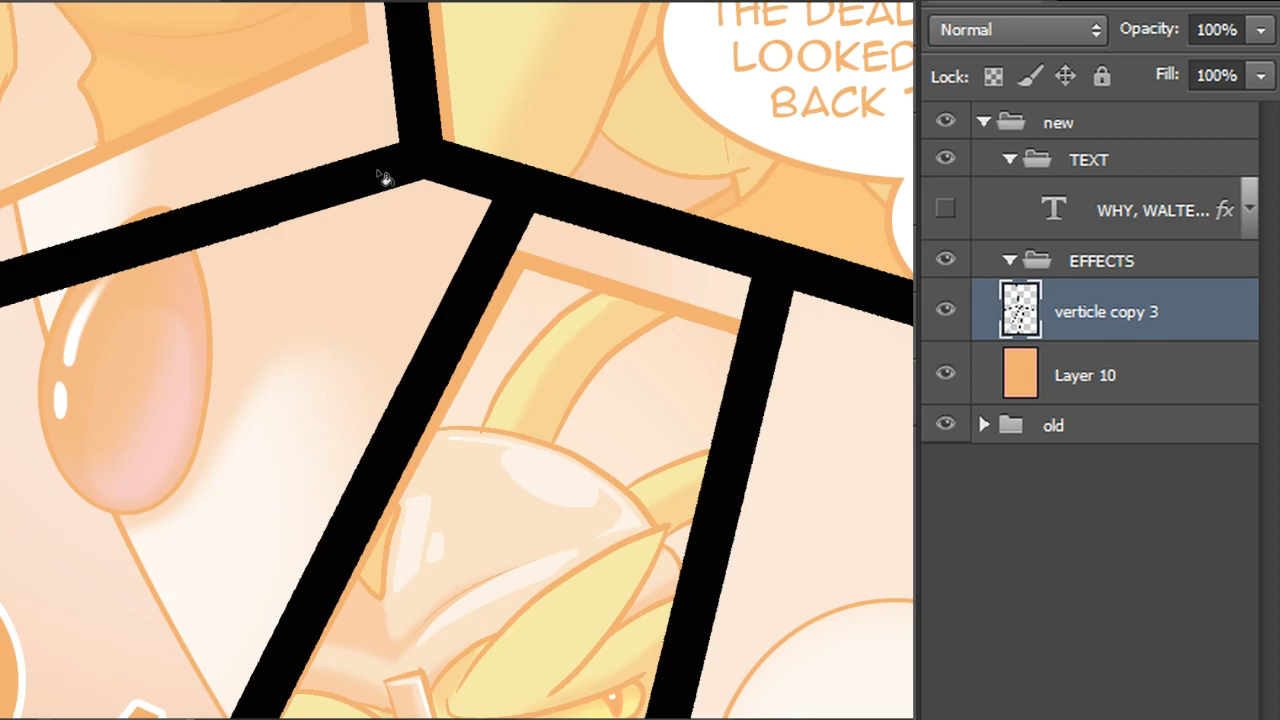 THE DEAD
LOOKED
BACK
Normal
Opacity: 100%
Lock:
Fill: 100%
new
TEXT
T WHY, WALTE... fx
EFFECTS
verticle copy 3
Layer 10
old